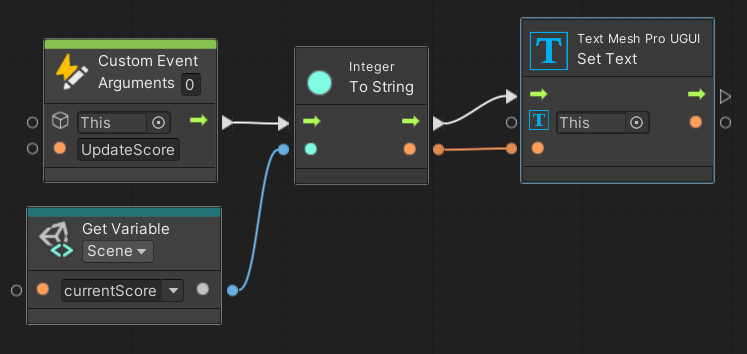 Custom Event
Arguments 0
This
UpdateScore
Integer
To String
Text Mesh Pro UGUI
Set Text
T
T This
Get Variable
Scene
currentScore